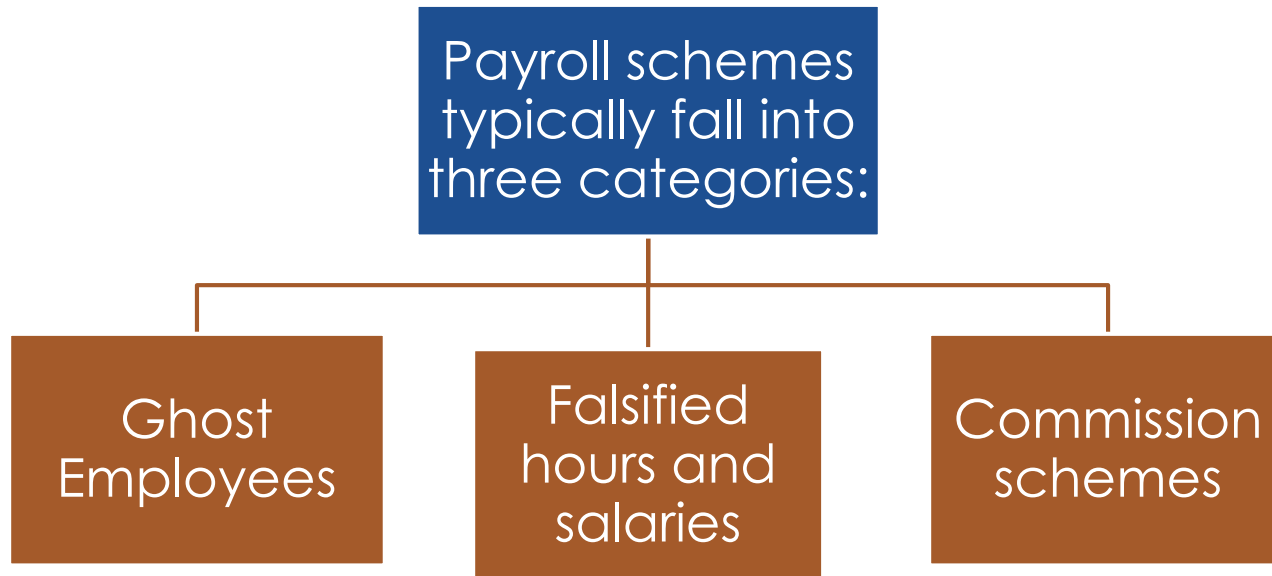 Payroll schemes
typically fall into
three categories:
Ghost
Employees
Falsified
hours and
salaries
Commission
schemes